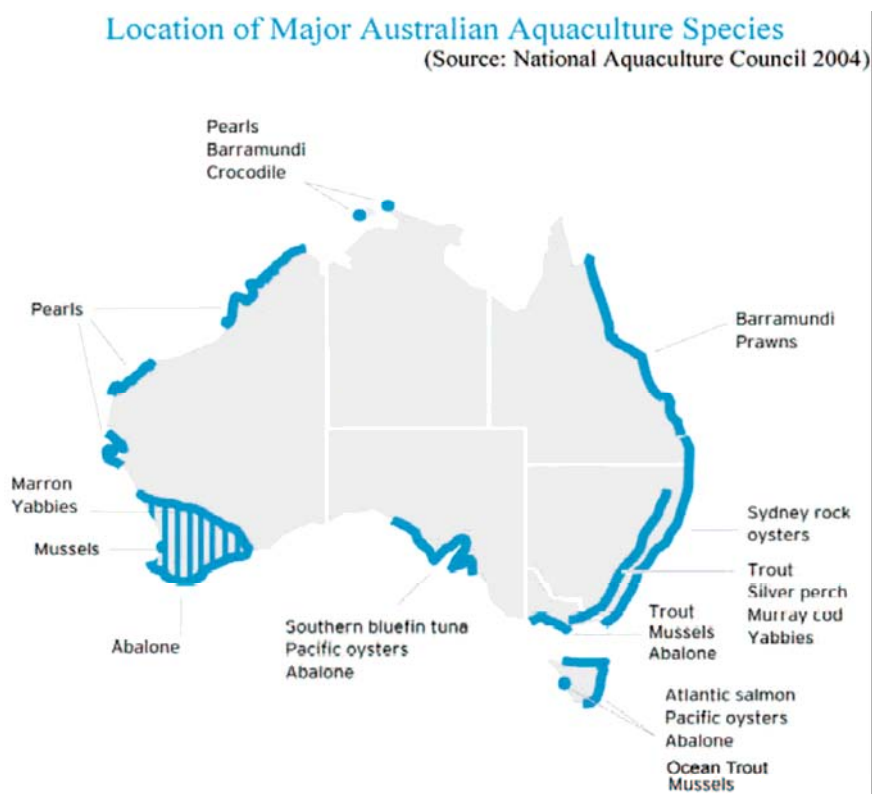 Location of Major Australian Aquaculture Species
(Source: National Aquaculture Council 2004)
Pearls
Barramundi
Crocodile
Pearls
Barramundi
Prawns
Marron
Yabbies
Mussels
Abalone
Southern bluefin tuna
Pacific oysters
Abalone
Sydney rock
oysters
Trout
Silver perch
Murray cod
Yabbies
Trout
Mussels
Abalone
Atlantic salmon
Pacific oysters
Abalone
Ocean Trout
Mussels